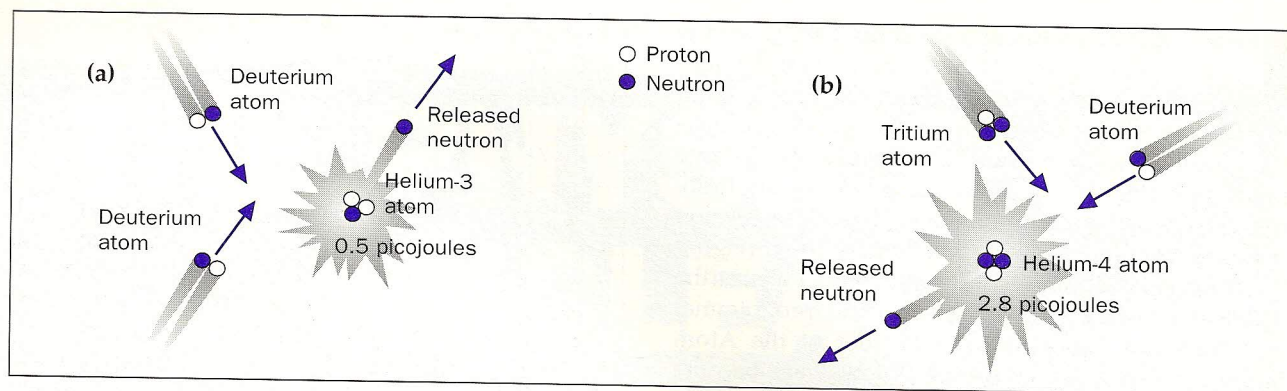 (a)
Deuterium
atom
Deuterium
atom
Released
neutron
Helium-3
atom
0.5 picojoules
Proton
Neutron
(b)
Tritium
atom
Deuterium
atom
Released
neutron
Helium-4 atom
2.8 picojoules